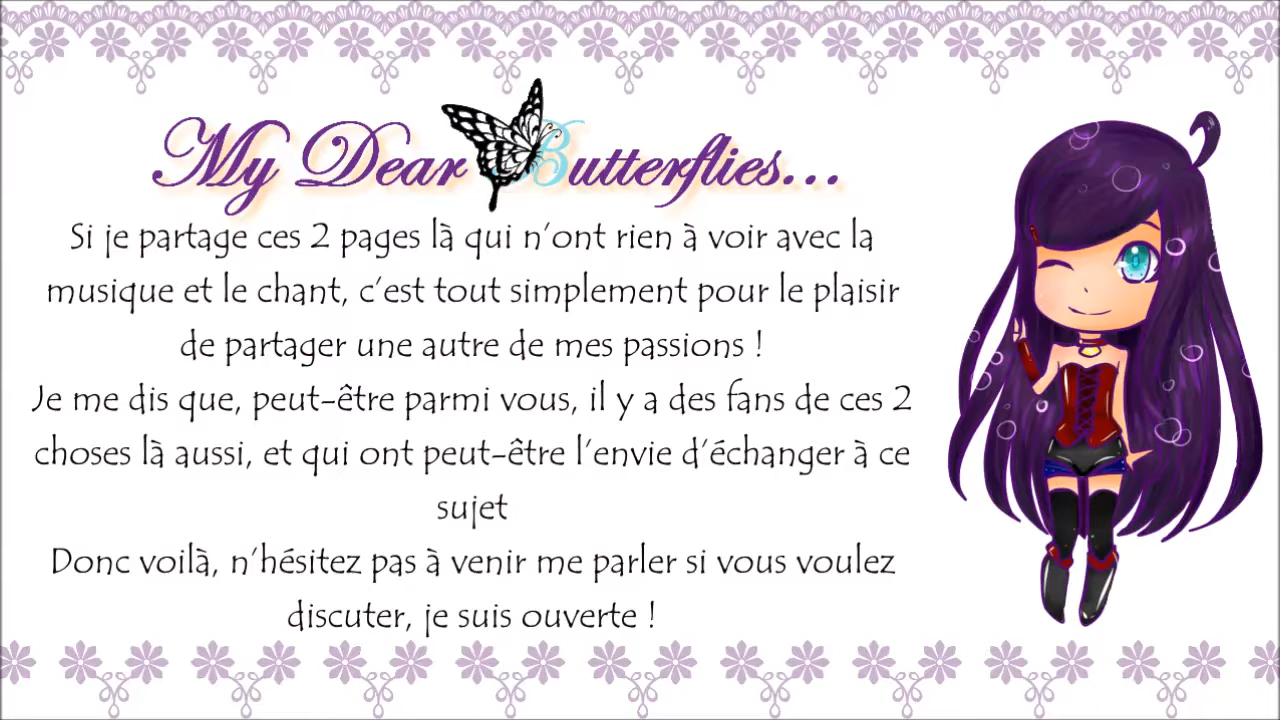 My Dear Butterflies...
Si je partage ces 2 pages là qui n'ont rien à voir avec la
musique et le chant, c'est tout simplement pour le plaisir
de partager une autre de mes passions !
Je me dis que, peut-être parmi vous, il y a des fans de ces 2
choses là aussi, et qui ont peut-être l'envie d'échanger à ce
sujet
Donc voilà, n'hésitez pas à venir me parler si vous voulez
discuter, je suis ouverte !